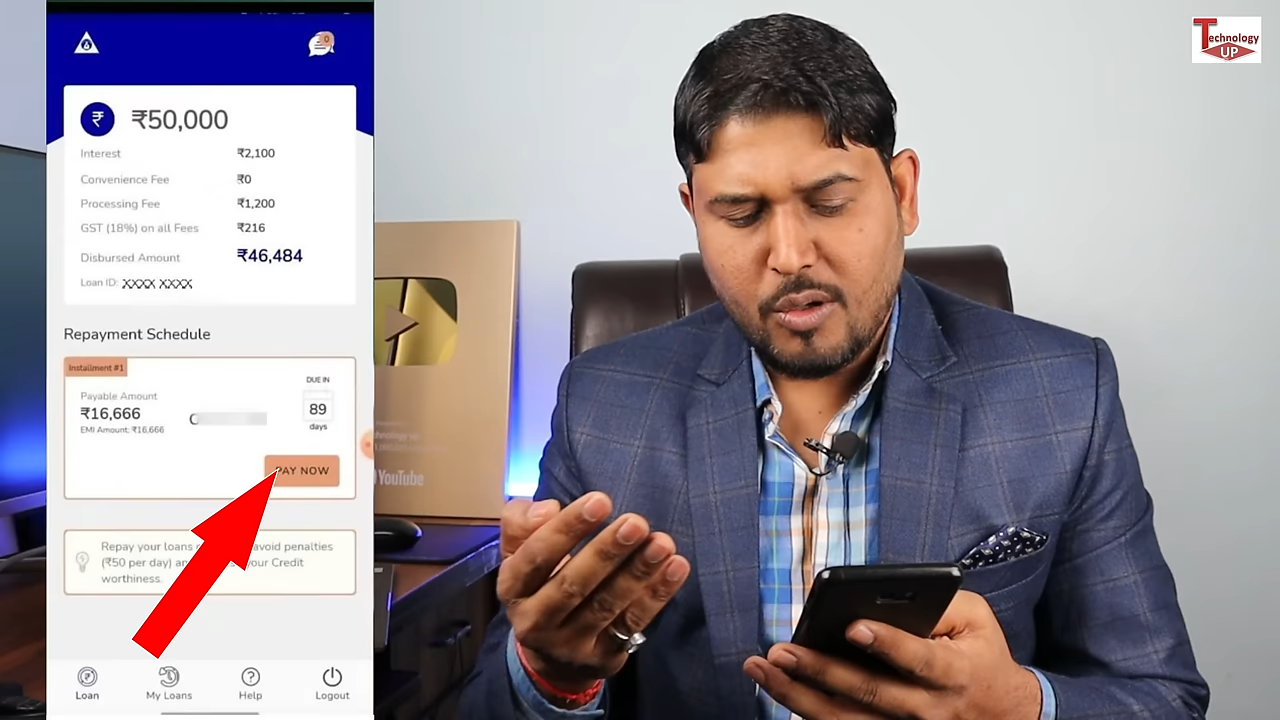 0
₹
₹50,000
Interest ₹2,100
Convenience Fee ₹0
Processing Fee ₹1,200
GST (18%) on all Fees ₹216
Disbursed Amount ₹46,484
Loan ID: XXXX XXXX
Repayment Schedule
Installment #1
DUE IN
Payable Amount
₹16,666
EMI Amount: ₹16,666
89
days
PAY NOW
Repay your loans avoid penalties
(₹50 per day) your Credit
worthiness.
Loan
My Loans
Help
Logout
YouTube
Technology
UP